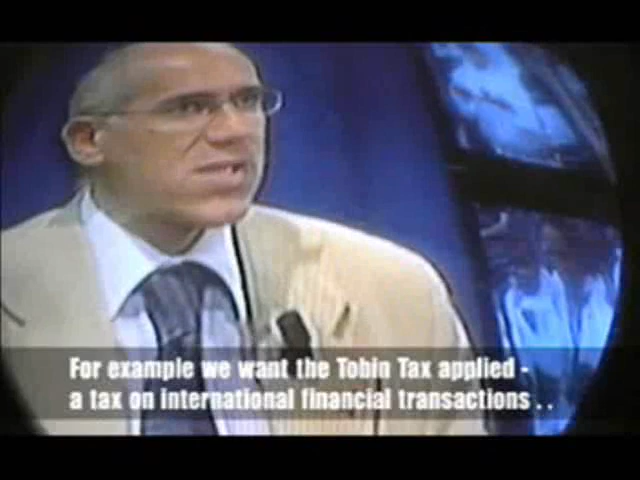 For example we want the Tobin Tax applied -
a tax on international financial transactions . .